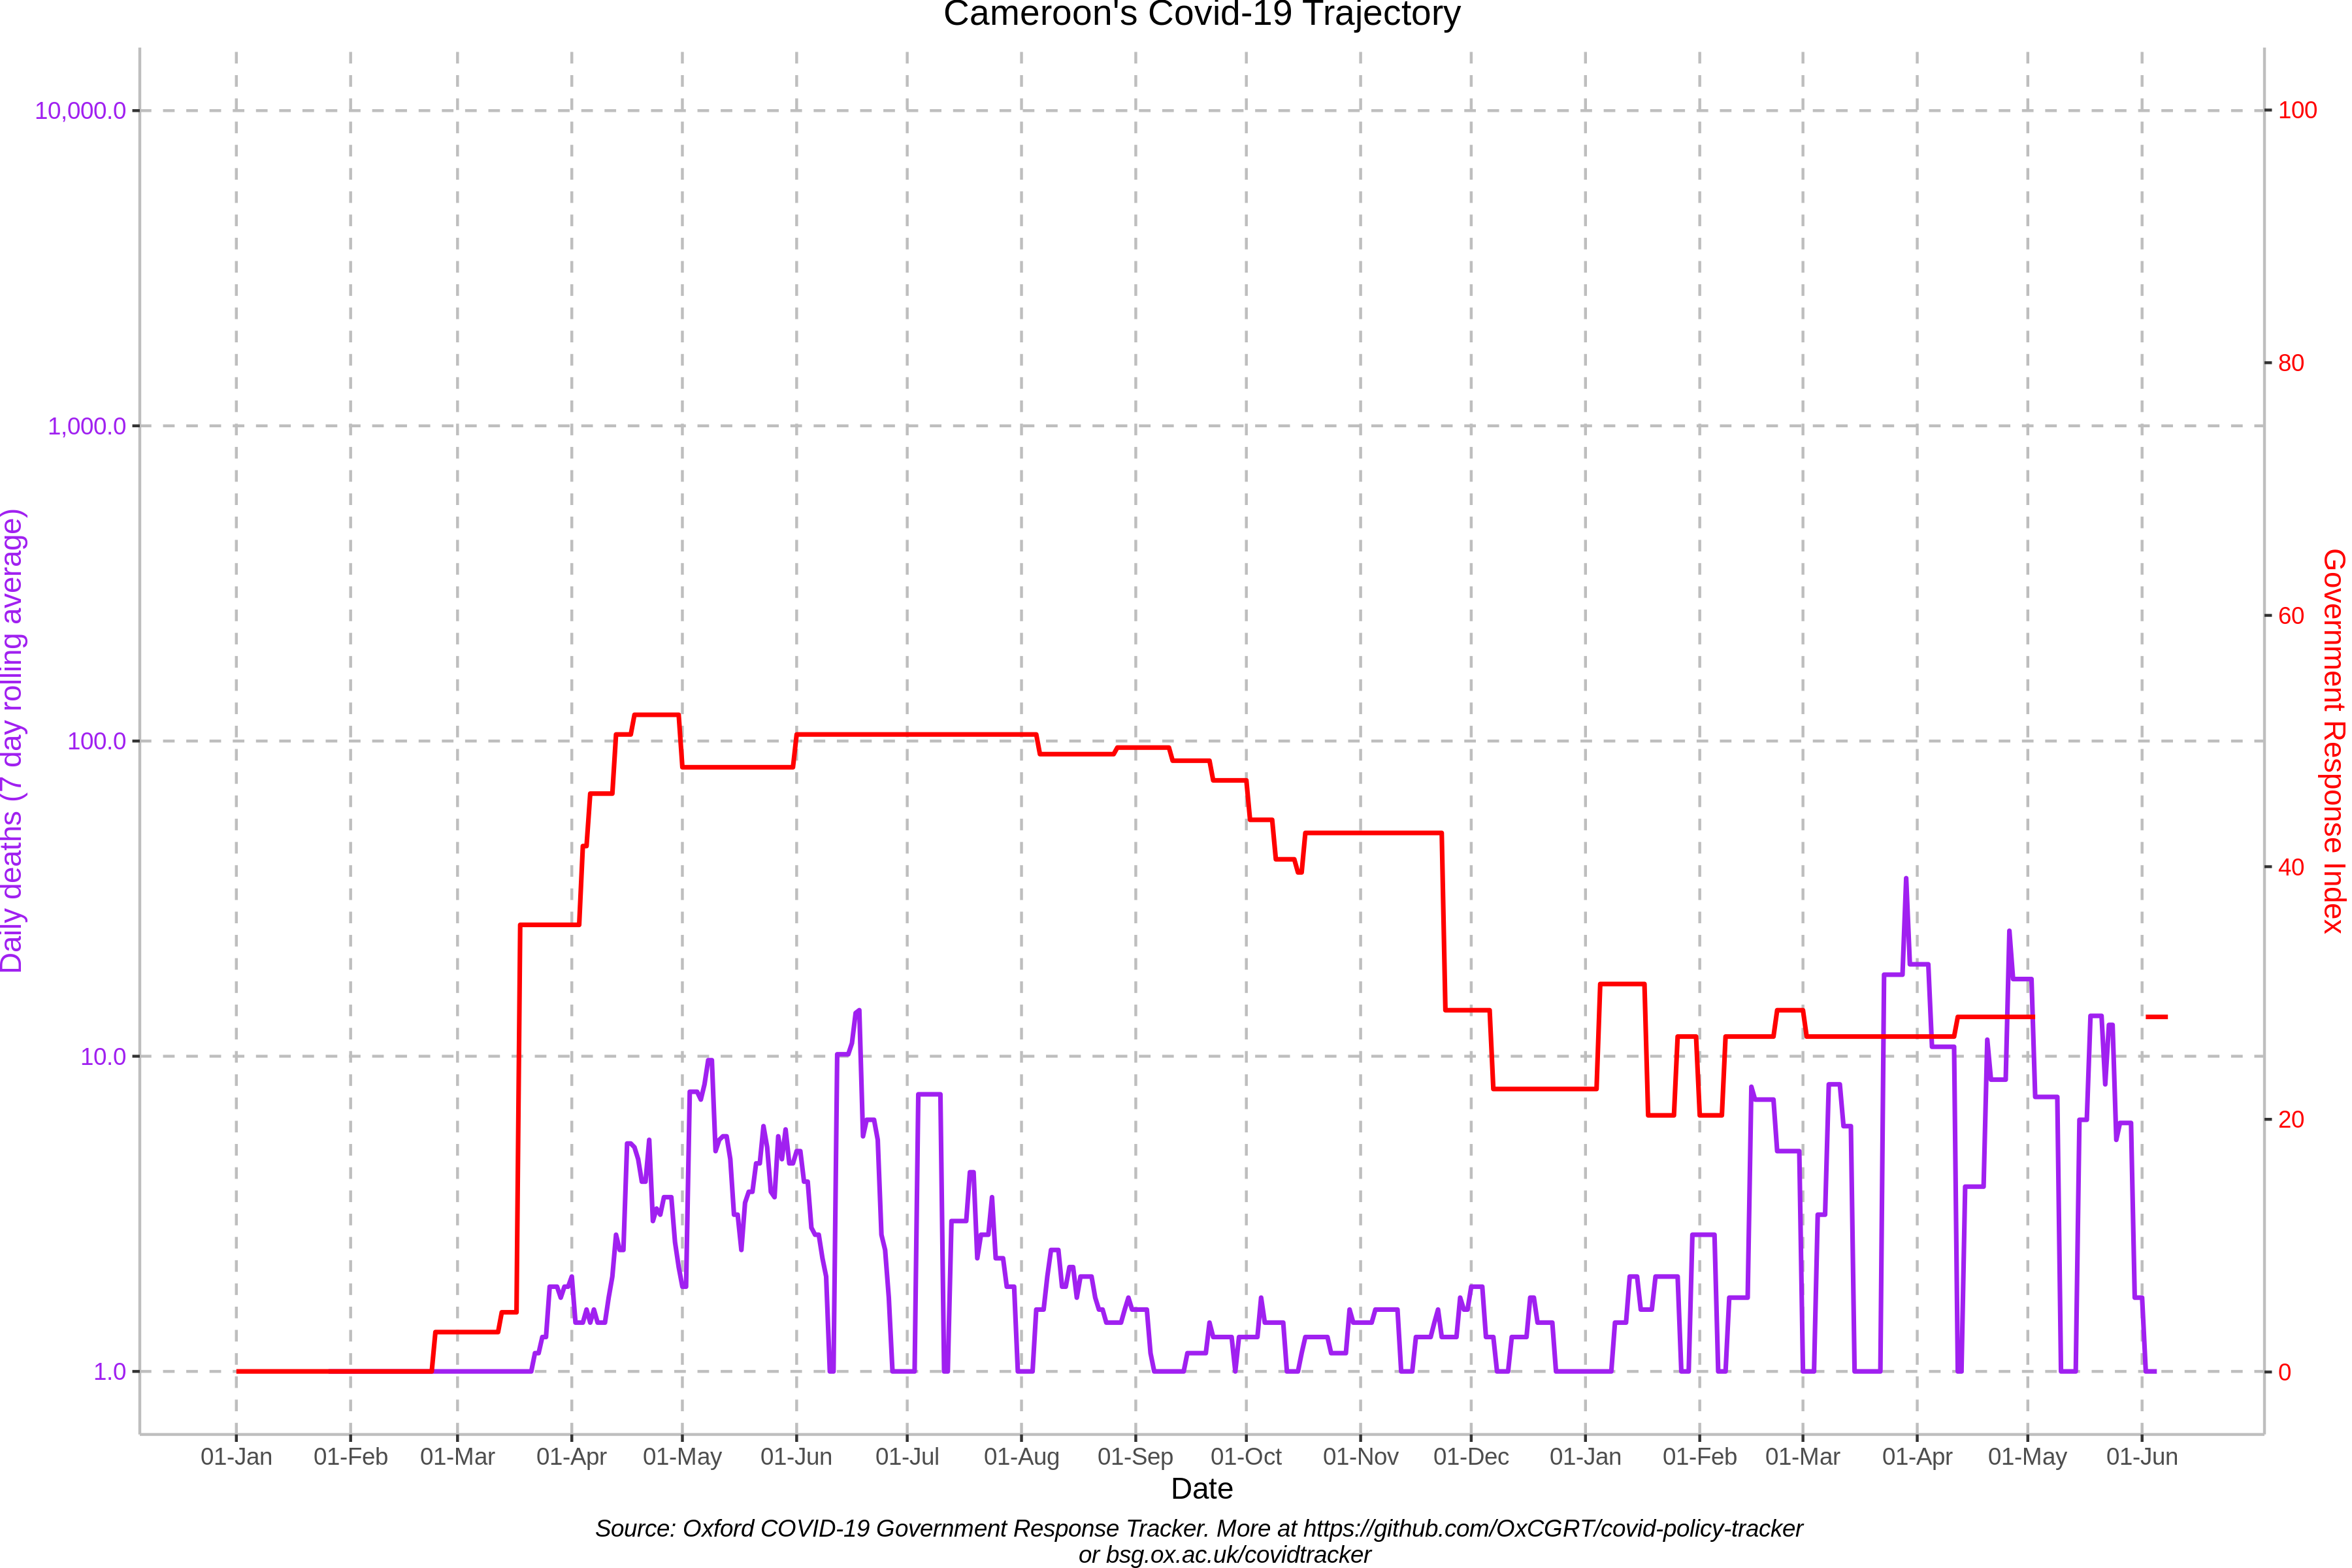 Cameroon's Covid-19 Trajectory
10,000.0
1,000.0
100.0
10.0
1.0
Daily deaths (7 day rolling average)
100
80
60
40
20
0
Government Response Index
01-Jan 01-Feb 01-Mar 01-Apr 01-May 01-Jun 01-Jul 01-Aug 01-Sep 01-Oct 01-Nov 01-Dec 01-Jan 01-Feb 01-Mar 01-Apr 01-May 01-Jun
Date
Source: Oxford COVID-19 Government Response Tracker. More at https://github.com/OxCGRT/covid-policy-tracker
or bsg.ox.ac.uk/covidtracker